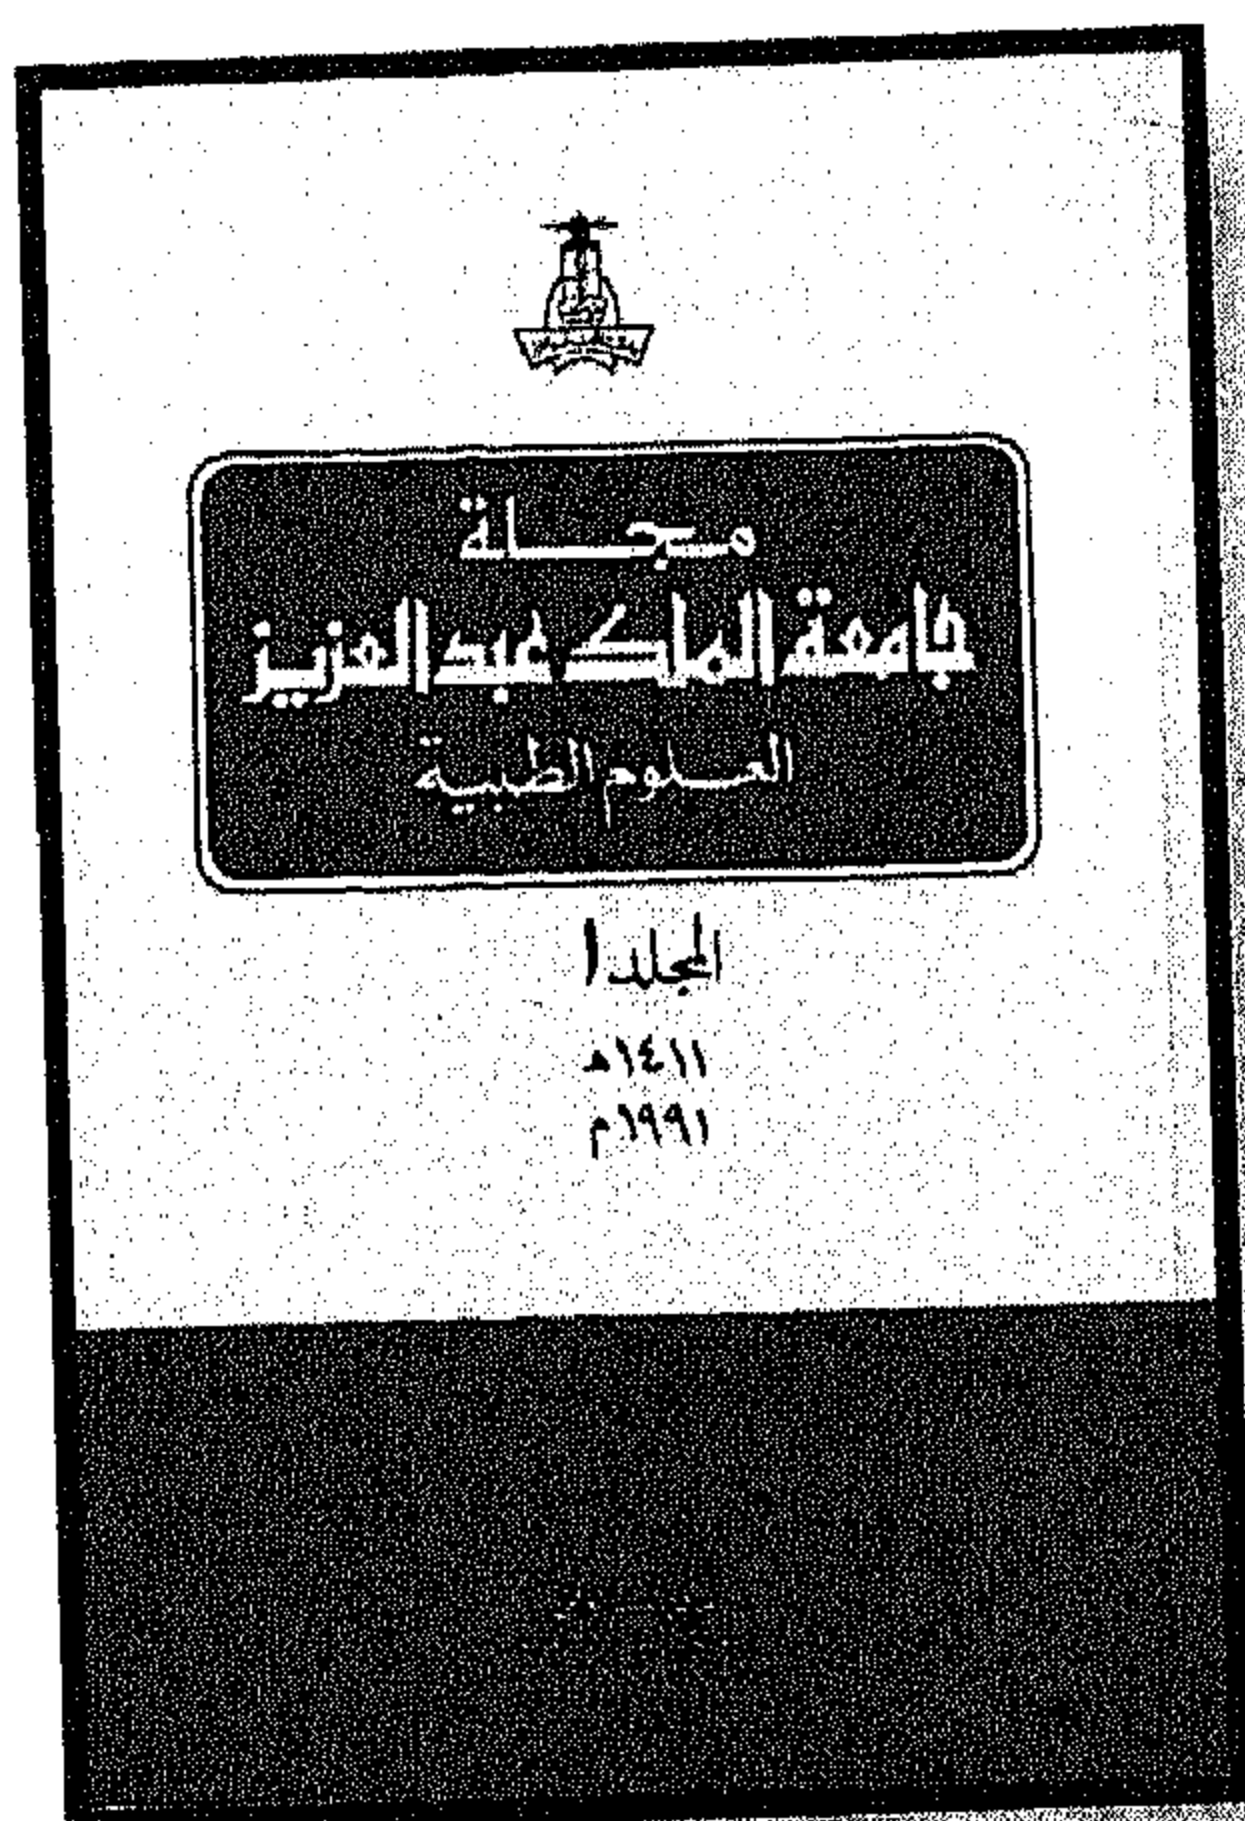 مجلة
جامعة الملك عبد العزيز
العلوم الطبية
المجلد ١
١٤١١هـ
١٩٩١م